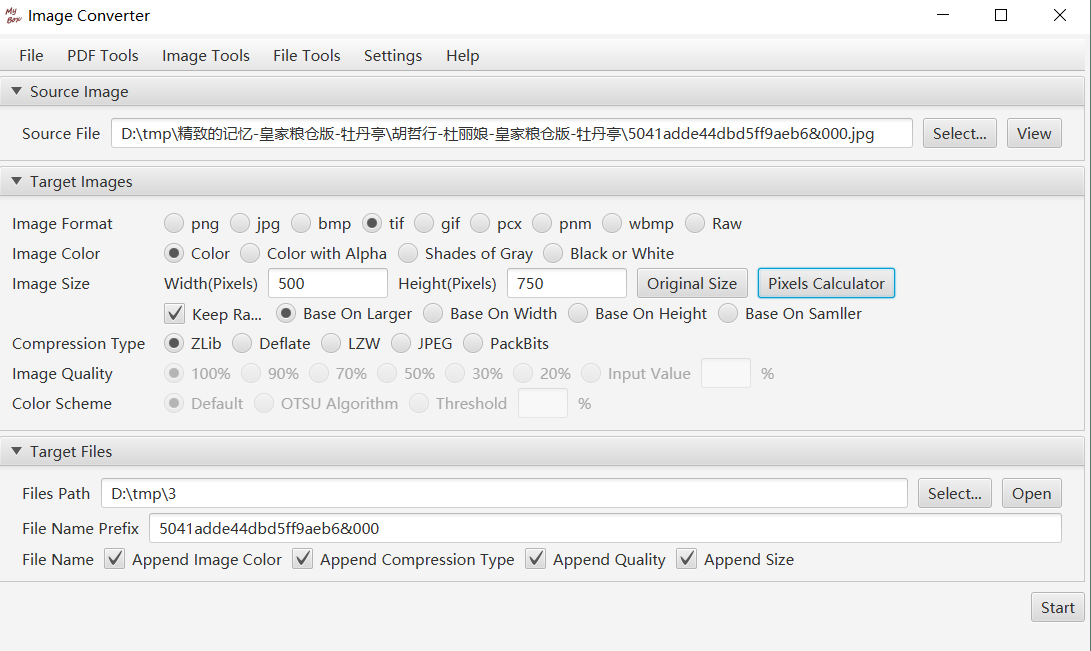 My Box Image Converter
File PDF Tools Image Tools File Tools Settings Help
Source Image
Source File D:\tmp\精致的记忆-皇家粮仓版-牡丹亭\胡哲行-杜丽娘-皇家粮仓版-牡丹亭\5041adde44dbd5ff9aeb6&000.jpg Select... View
Target Images
Image Format png jpg bmp tif gif pcx pnm wbmp Raw
Image Color Color Color with Alpha Shades of Gray Black or White
Image Size Width(Pixels) 500 Height(Pixels) 750 Original Size Pixels Calculator
Keep Ra... Base On Larger Base On Width Base On Height Base On Samller
Compression Type ZLib Deflate LZW JPEG PackBits
Image Quality 100% 90% 70% 50% 30% 20% Input Value %
Color Scheme Default OTSU Algorithm Threshold %
Target Files
Files Path D:\tmp\3 Select... Open
File Name Prefix 5041adde44dbd5ff9aeb6&000
File Name Append Image Color Append Compression Type Append Quality Append Size
Start